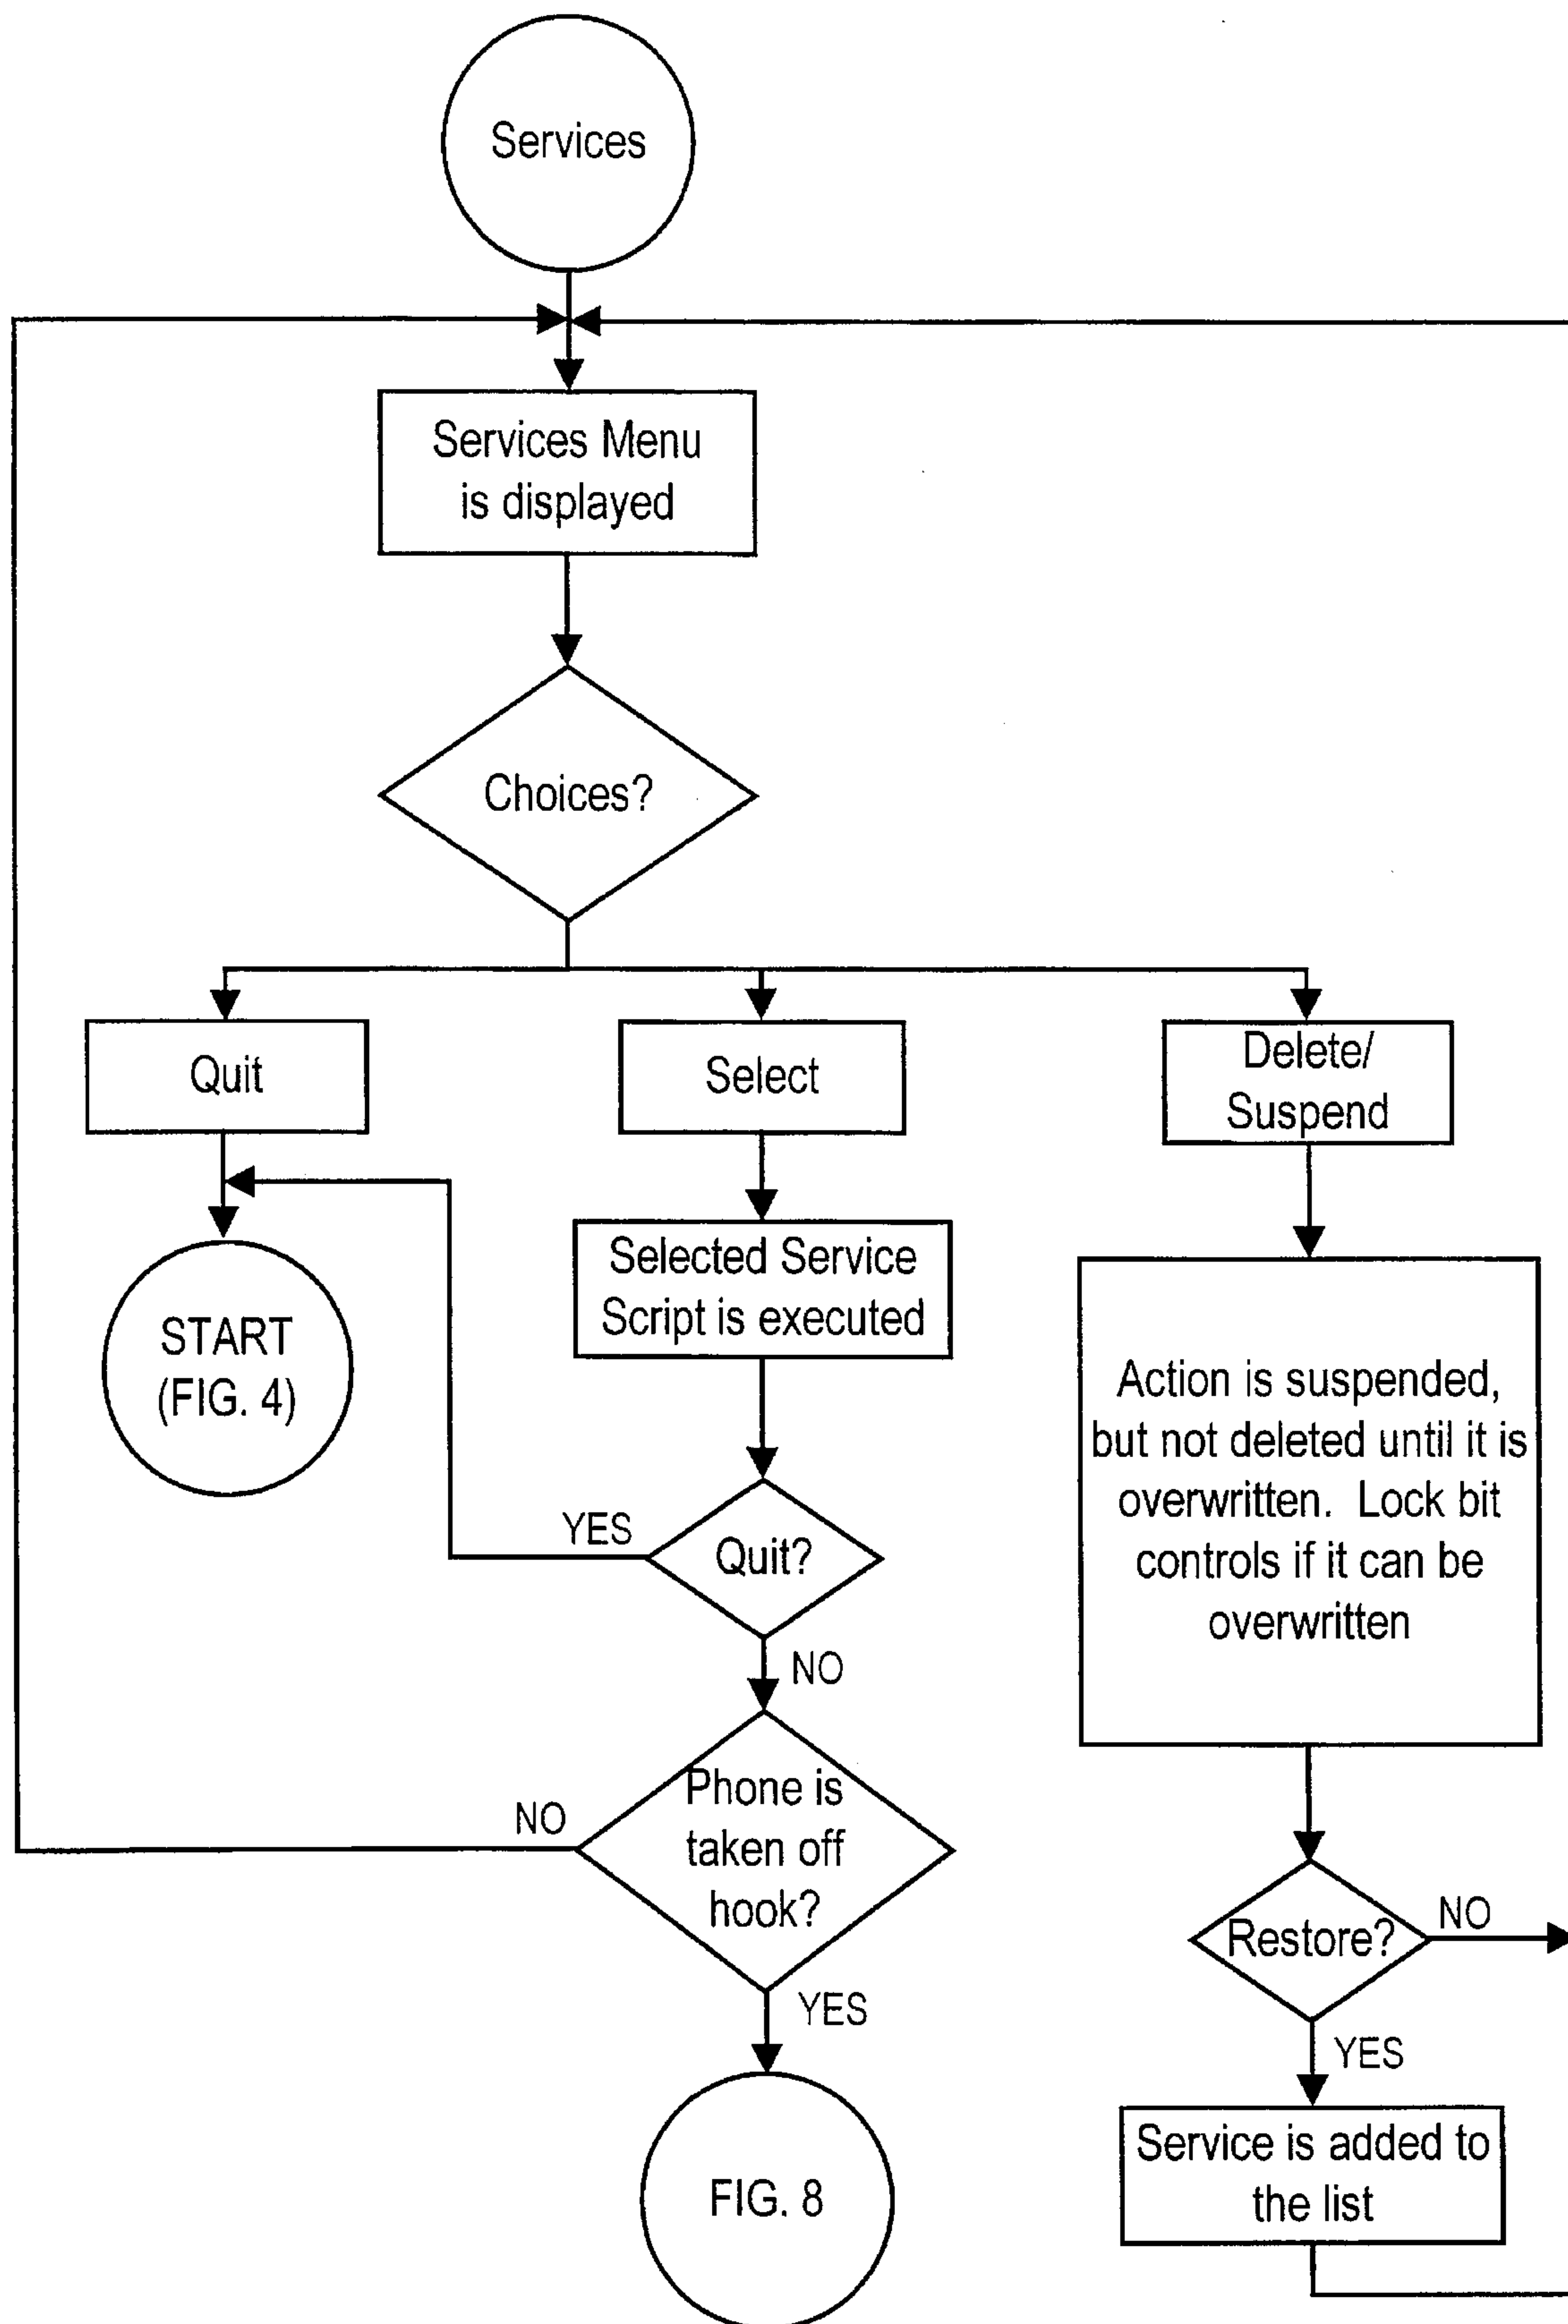 Services
Services Menu
is displayed
Choices?
Quit
Select
Delete/
Suspend
START
(FIG. 4)
Selected Service
Script is executed
Action is suspended,
but not deleted until it is
overwritten. Lock bit
controls if it can be
overwritten
YES
Quit?
NO
NO
Phone is
taken off
hook?
YES
Restore?
NO
YES
FIG. 8
Service is added to
the list